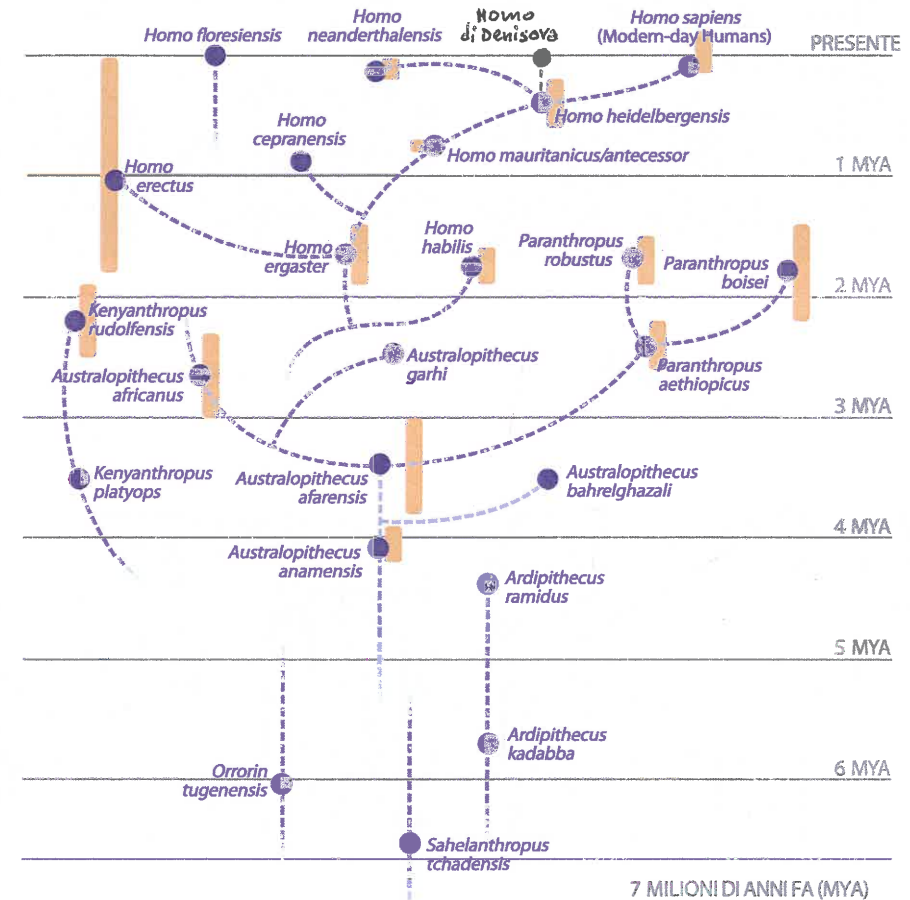 Homo
di Denisova
Homo sapiens
(Modern-day Humans)
Homo
neanderthalensis
Homo floresiensis
PRESENTE
Homo heidelbergensis
Homo
cepranensis
Homo mauritanicus/antecessor
1 MYA
Homo
erectus
Homo
habilis
Paranthropus
robustus
Homo
ergaster
Paranthropus
boisei
2 MYA
Kenyanthropus
rudolfensis
Australopithecus
garhi
Paranthropus
aethiopicus
Australopithecus
africanus
3 MYA
Kenyanthropus
platyops
Australopithecus
afarensis
Australopithecus
bahrelghazali
4 MYA
Australopithecus
anamensis
Ardipithecus
ramidus
5 MYA
Ardipithecus
kadabba
Orrorin
tugenensis
6 MYA
Sahelanthropus
tchadensis
7 MILIONI DI ANNI FA (MYA)